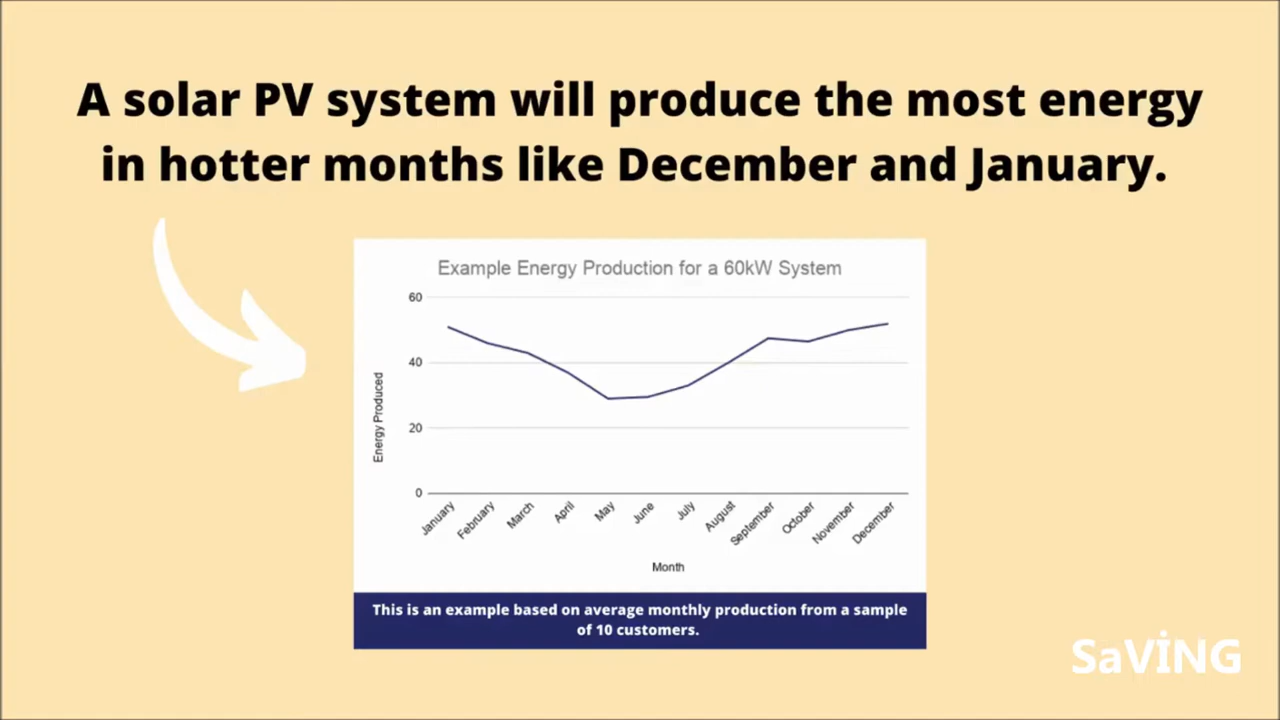 A solar PV system will produce the most energy
in hotter months like December and January.
Example Energy Production for a 60kW System
60
40
20
0
Energy Produced
January
February
March
April
May
June
July
August
September
October
November
December
Month
This is an example based on average monthly production from a sample
of 10 customers.
SaVİNG